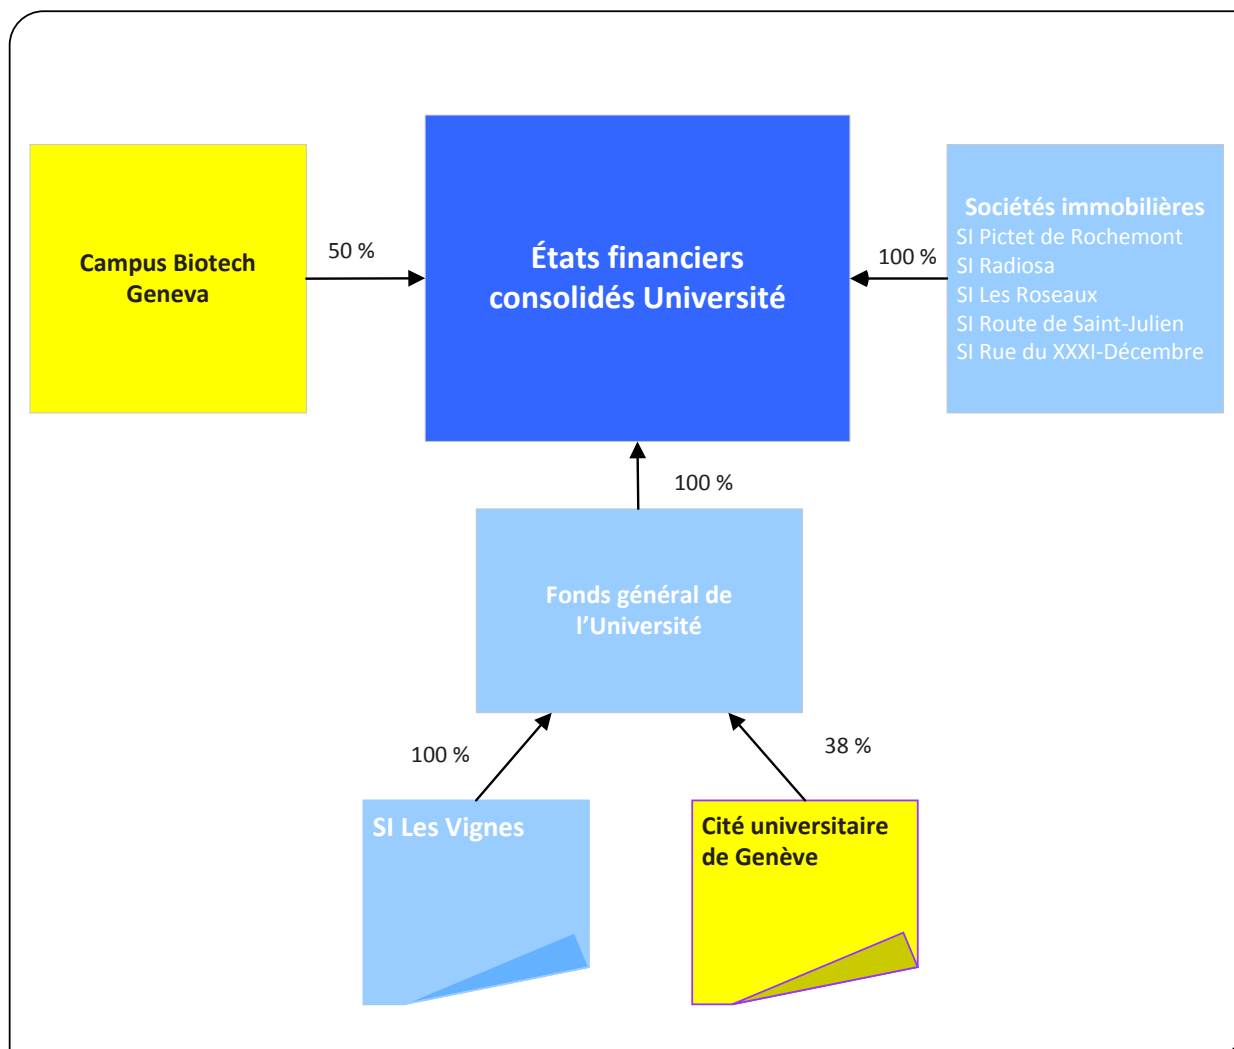 Campus Biotech
Geneva
50 %
États financiers
consolidés Université
100 %
Sociétés immobilières
SI Pictet de Rochemont
SI Radiosa
SI Les Roseaux
SI Route de Saint-Julien
SI Rue du XXXI-Décembre
100 %
Fonds général de
l’Université
100 %
38 %
SI Les Vignes
Cité universitaire
de Genève